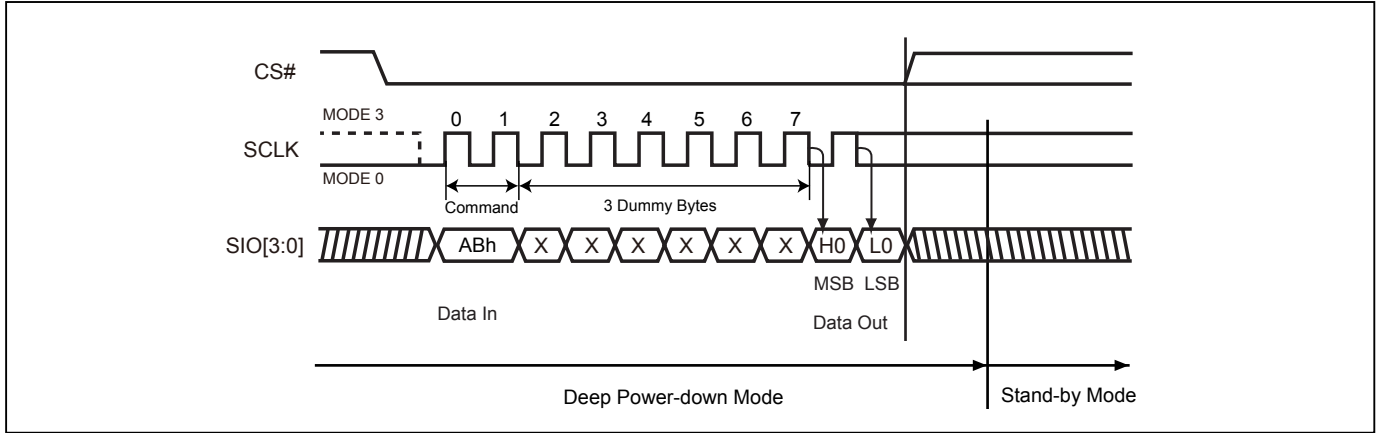 CS#
MODE 3
0 1 2 3 4 5 6 7
SCLK
MODE 0
Command
3 Dummy Bytes
SIO[3:0]
ABh X X X X X X H0 L0
MSB LSB
Data In
Data Out
Deep Power-down Mode
Stand-by Mode